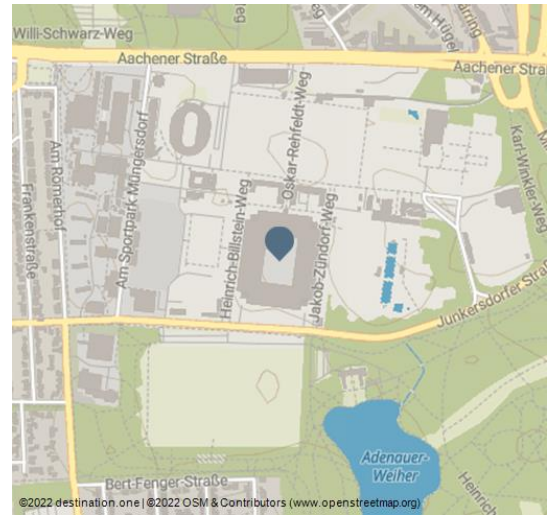 Willi-Schwarz-Weg
Aachener Straße
Aachener Stra
Oskar-Rehfeldt-Weg
Karl-Winkler-Weg
Am Sportpark Müngersdorf
Am Römerhof
Frankenstraße
Heinrich-Billstein-Weg
Jakob-Zündorf-Weg
Junkersdorfer Straß
Adenauer-
Weiher
Bert-Fenger-Straße
Heinrich
©2022 destination.one | ©2022 OSM & Contributors (www.openstreetmap.org)